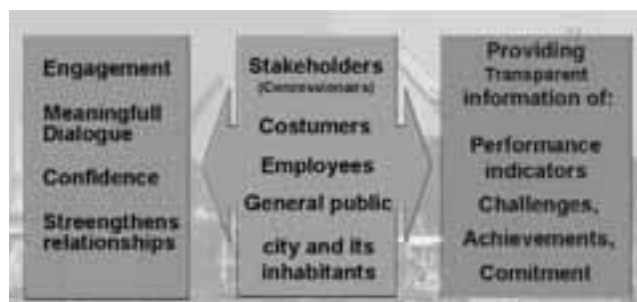 Engagement
Meaningfull
Dialogue
Confidence
Streengthens
relationships
Stakeholders
(Concessionairs)
Costumers
Employees
General public
city and its
inhabitants
Providing
Transparent
information of:
Performance
indicators
Challenges,
Achievements,
Comitment